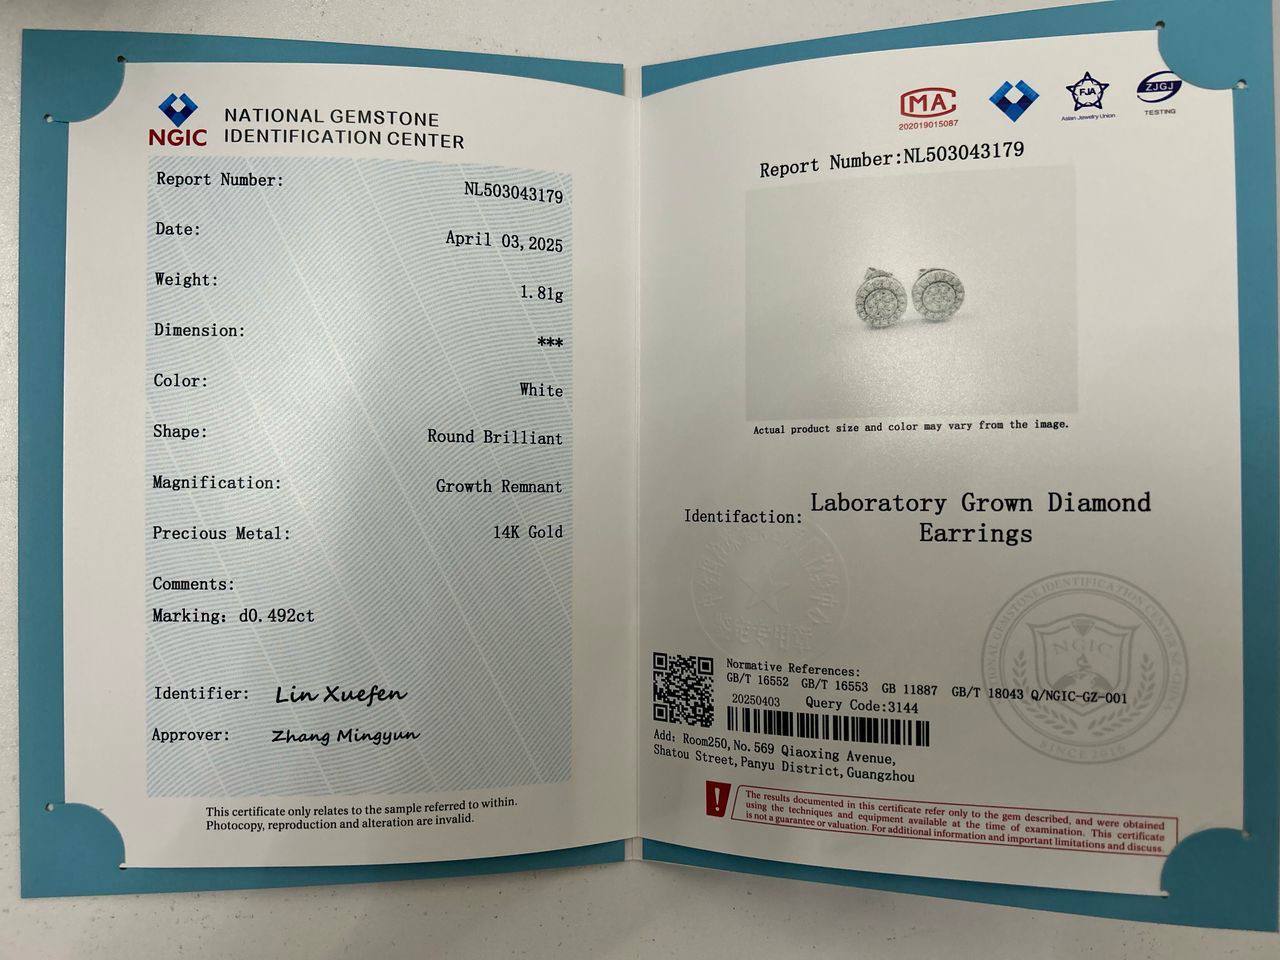 NGIC
NATIONAL GEMSTONE
IDENTIFICATION CENTER
Report Number: NL503043179
Date: April 03,2025
Weight: 1.81g
Dimension: ***
Color: White
Shape: Round Brilliant
Magnification: Growth Remnant
Precious Metal: 14K Gold
Comments:
Marking: d0.492ct
Identifier: Lin Xuefen
Approver: Zhang Mingyun
This certificate only relates to the sample referred to within.
Photocopy, reproduction and alteration are invalid.
MA
202019015087
FJA
Asian Jewelry Union
ZJGJ
TESTING
Report Number:NL503043179
Actual product size and color may vary from the image.
Identifaction: Laboratory Grown Diamond
Earrings
NGIC
SINCE 2016
Normative References:
GB/T 16552 GB/T 16553 GB 11887 GB/T 18043 Q/NGIC-GZ-001
20250403 Query Code:3144
Add: Room250,No.569 Qiaoxing Avenue,
Shatou Street,Panyu District,Guangzhou
!
The results documented in this certificate refer only to the gem described, and were obtained
using the techniques and equipment available at the time of examination. This certificate
is not a guarantee or valuation. For additional information and important limitations and discuss.